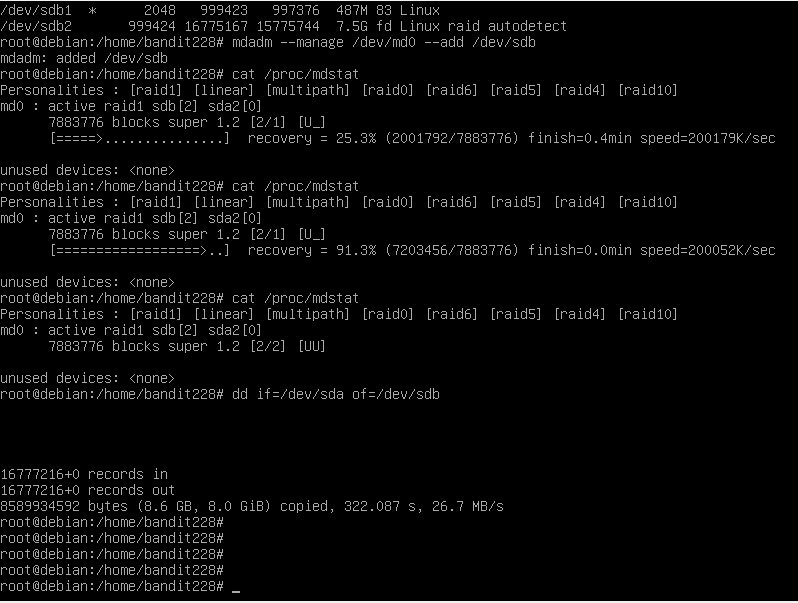 /dev/sdb1  *      2048   999423   997376  487M 83 Linux
/dev/sdb2       999424 16775167 15775744  7.5G fd Linux raid autodetect
root@debian:/home/bandit228# mdadm --manage /dev/md0 --add /dev/sdb
mdadm: added /dev/sdb
root@debian:/home/bandit228# cat /proc/mdstat
Personalities : [raid1] [linear] [multipath] [raid0] [raid6] [raid5] [raid4] [raid10]
md0 : active raid1 sdb[2] sda2[0]
      7883776 blocks super 1.2 [2/1] [U_]
      [=====>...............]  recovery = 25.3% (2001792/7883776) finish=0.4min speed=200179K/sec
unused devices: <none>
root@debian:/home/bandit228# cat /proc/mdstat
Personalities : [raid1] [linear] [multipath] [raid0] [raid6] [raid5] [raid4] [raid10]
md0 : active raid1 sdb[2] sda2[0]
      7883776 blocks super 1.2 [2/1] [U_]
      [==================>..]  recovery = 91.3% (7203456/7883776) finish=0.0min speed=200052K/sec
unused devices: <none>
root@debian:/home/bandit228# cat /proc/mdstat
Personalities : [raid1] [linear] [multipath] [raid0] [raid6] [raid5] [raid4] [raid10]
md0 : active raid1 sdb[2] sda2[0]
      7883776 blocks super 1.2 [2/2] [UU]
unused devices: <none>
root@debian:/home/bandit228# dd if=/dev/sda of=/dev/sdb
16777216+0 records in
16777216+0 records out
8589934592 bytes (8.6 GB, 8.0 GiB) copied, 322.087 s, 26.7 MB/s
root@debian:/home/bandit228#
root@debian:/home/bandit228#
root@debian:/home/bandit228#
root@debian:/home/bandit228#
root@debian:/home/bandit228# _